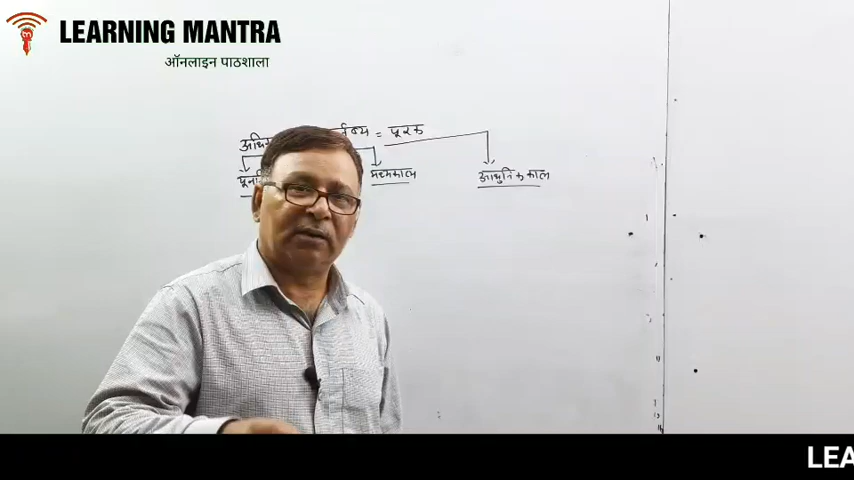 LEARNING MANTRA
ऑनलाइन पाठशाला
= पूरक
मध्यकाल
आधुनिक काल
LEA